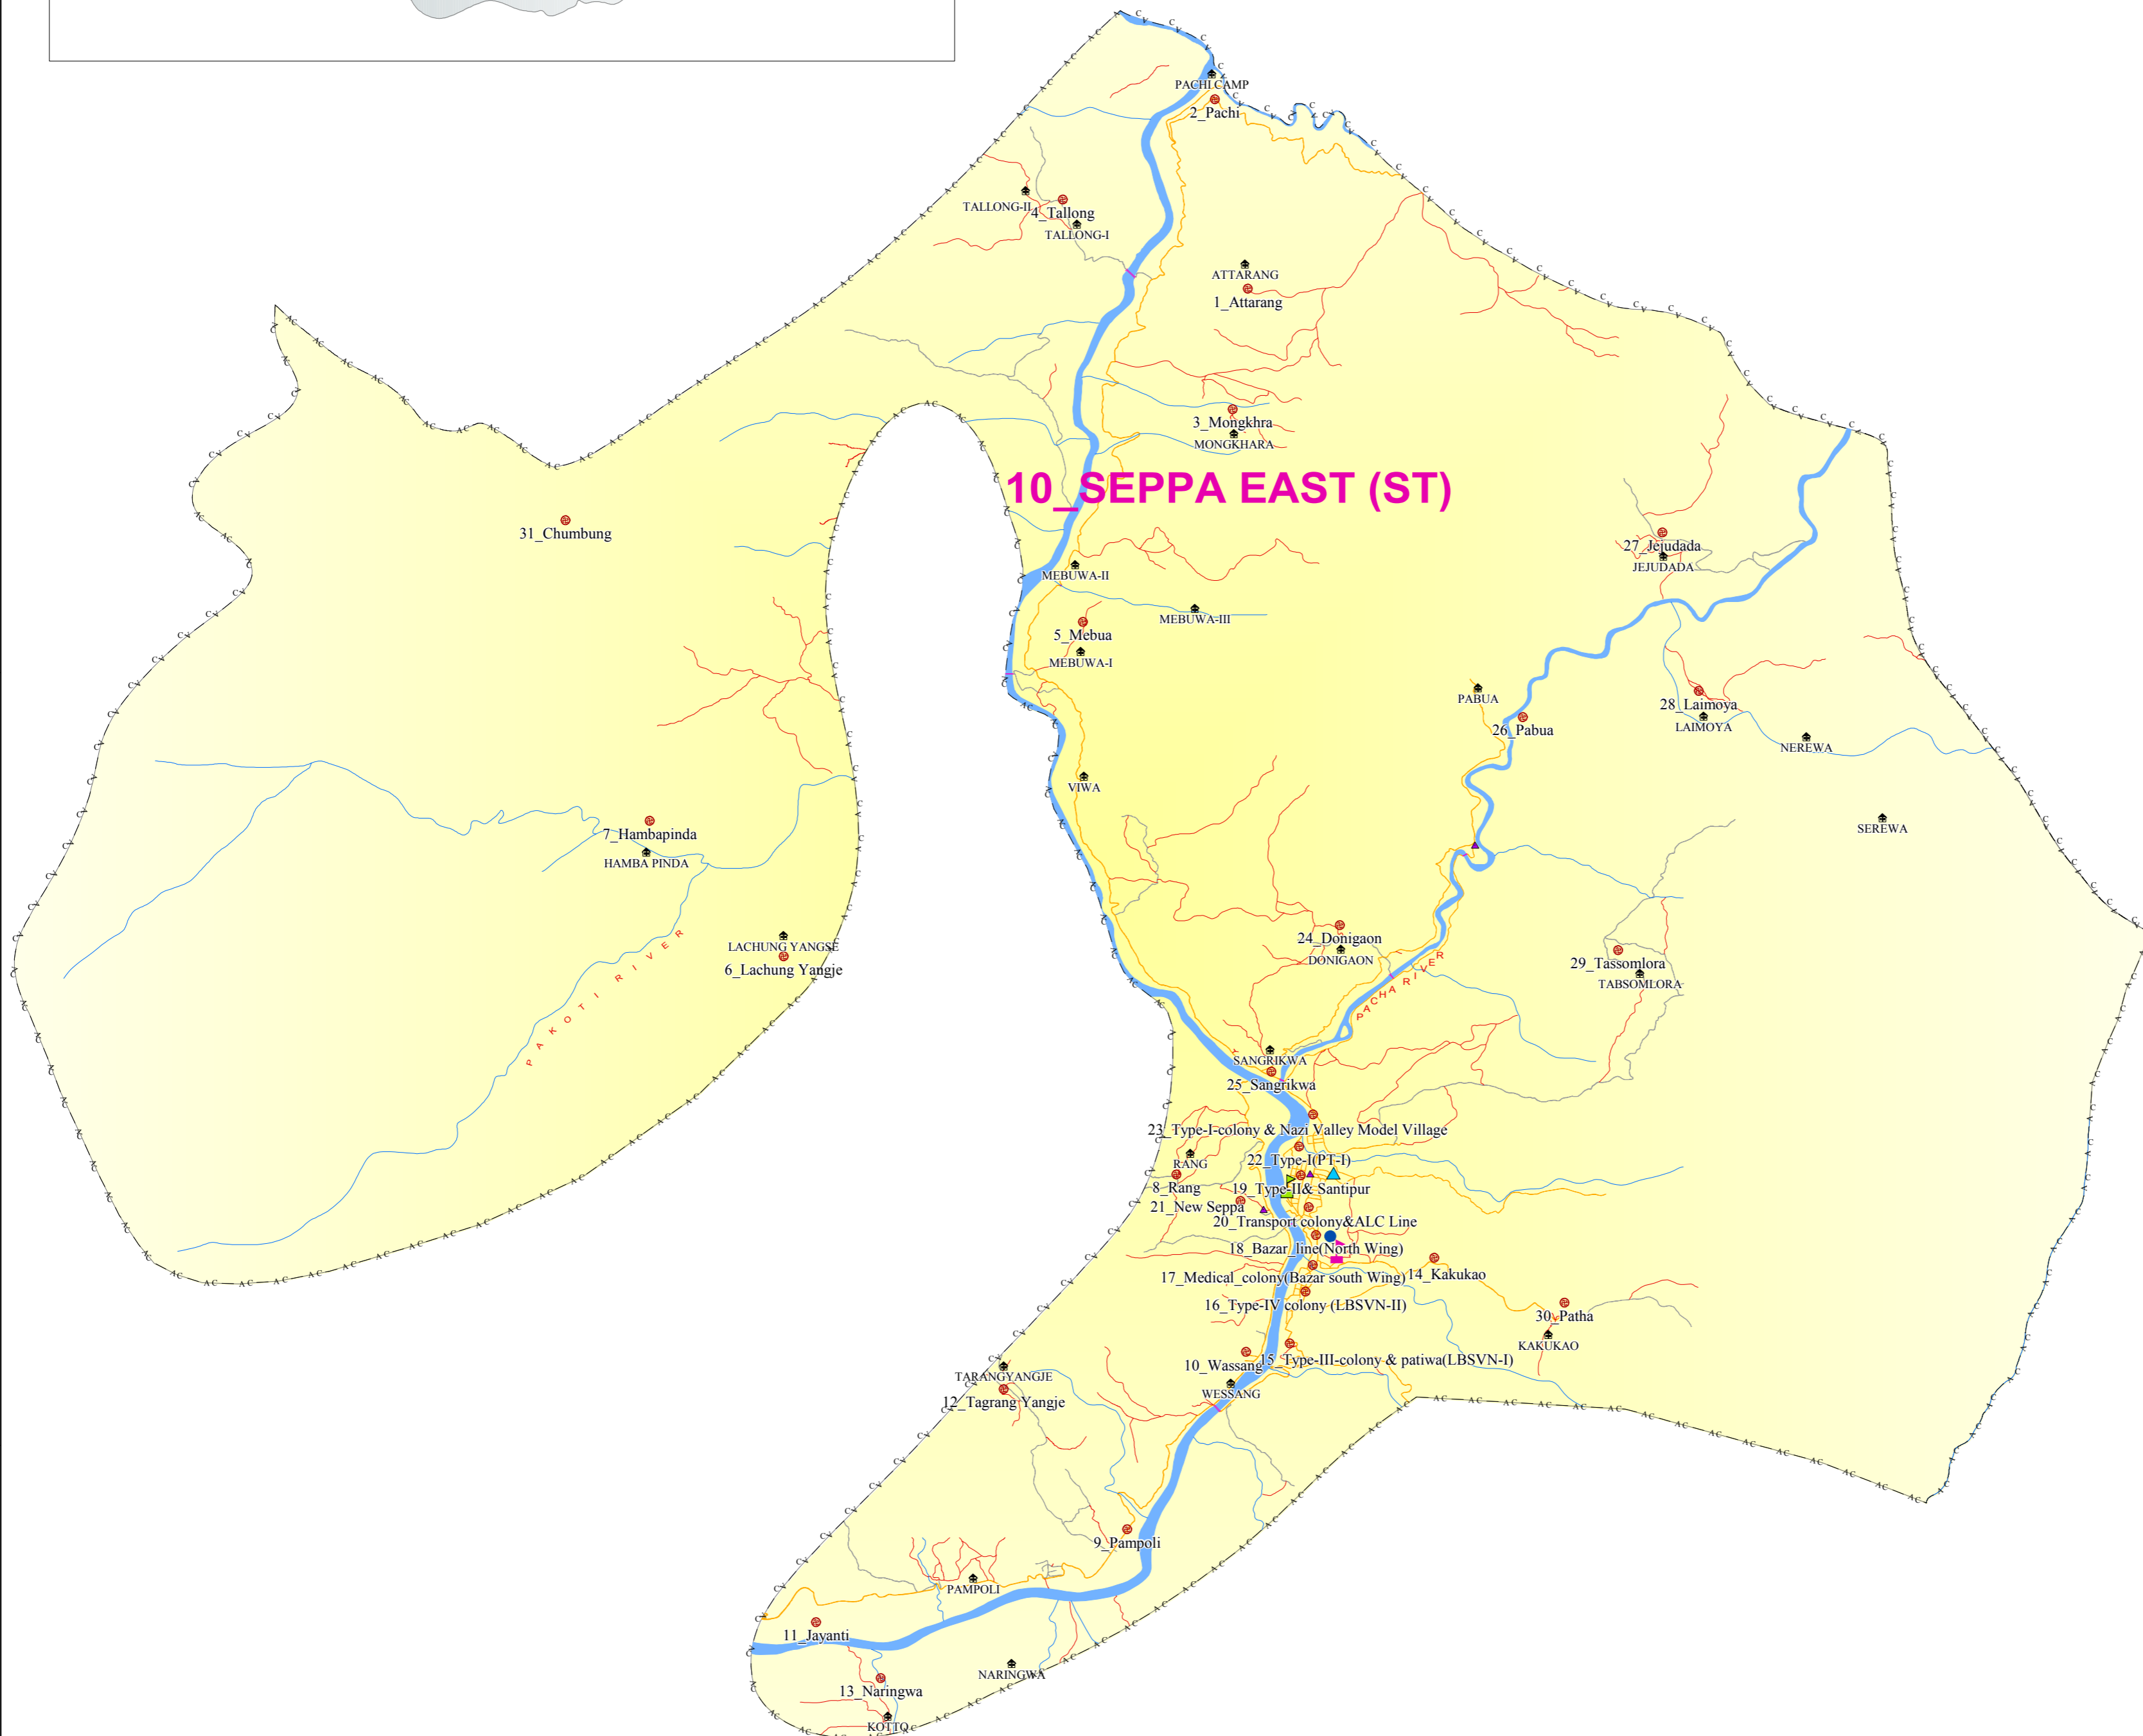 PACHI CAMP
2_Pachi
TALLONG-II
4_Tallong
TALLONG-I
ATTARANG
1_Attarang
3_Mongkhra
MONGKHARA
10_SEPPA EAST (ST)
31_Chumbung
27_Jejudada
JEJUDADA
MEBUWA-II
MEBUWA-III
5_Mebua
MEBUWA-I
PABUA
26_Pabua
28_Laimoya
LAIMOYA
NEREWA
VIWA
SEREWA
7_Hambapinda
HAMBA PINDA
LACHUNG YANGSE
6_Lachung Yangje
PAKOTI RIVER
24_Donigaon
DONIGAON
PACHA RIVER
29_Tassomlora
TABSOMLORA
SANGRIKWA
25_Sangrikwa
23_Type-I-colony & Nazi Valley Model Village
RANG
22_Type-I(PT-I)
8_Rang
19_Type-II& Santipur
21_New Seppa
20_Transport colony&ALC Line
18_Bazar_line(North Wing)
17_Medical_colony(Bazar south Wing)
14_Kakukao
16_Type-IV colony (LBSVN-II)
30_Patha
KAKUKAO
10_Wassang
15_Type-III-colony & patiwa(LBSVN-I)
WESSANG
TARANGYANGJE
12_Tagrang Yangje
9_Pampoli
PAMPOLI
11_Jayanti
NARINGWA
13_Naringwa
KOTTO